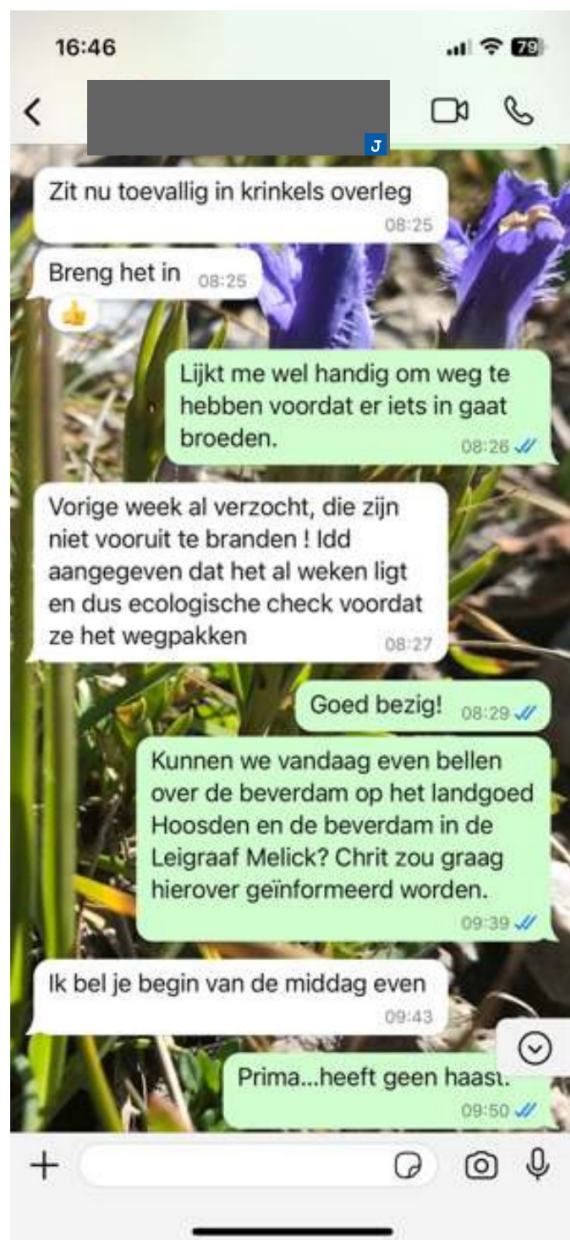 16:46
79
J
Zit nu toevallig in krinkels overleg
08:25
Breng het in 08:25
Lijkt me wel handig om weg te
hebben voordat er iets in gaat
broeden.
08:26
Vorige week al verzocht, die zijn
niet vooruit te branden ! Idd
aangegeven dat het al weken ligt
en dus ecologische check voordat
ze het wegpakken
08:27
Goed bezig! 08:29
Kunnen we vandaag even bellen
over de beverdam op het landgoed
Hoosden en de beverdam in de
Leigraaf Melick? Chrit zou graag
hierover geïnformeerd worden.
09:39
Ik bel je begin van de middag even
09:43
Prima...heeft geen haast.
09:50